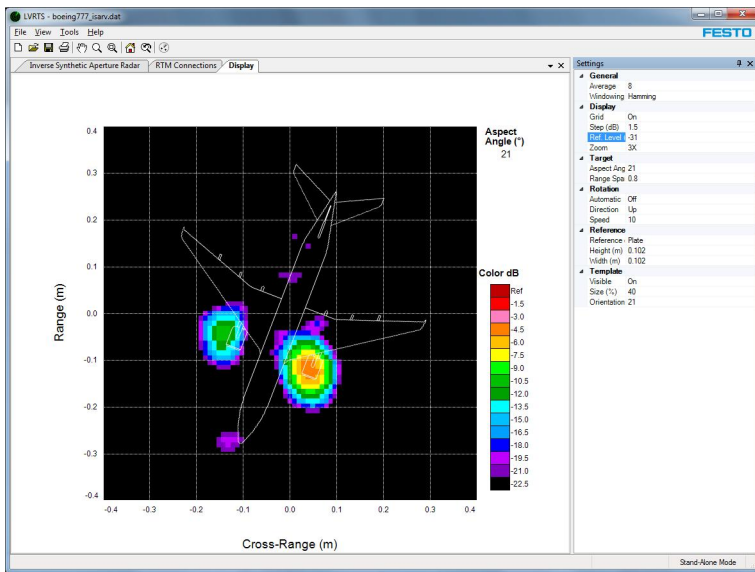 LVRTS - boeing777_isarv.dat
File View Tools Help
FESTO
Inverse Synthetic Aperture Radar RTM Connections Display
Aspect
Angle (°)
21
0.4
0.3
0.2
0.1
0.0
-0.1
-0.2
-0.3
-0.4
Range (m)
-0.4 -0.3 -0.2 -0.1 0.0 0.1 0.2 0.3 0.4
Cross-Range (m)
Color dB
Ref
-1.5
-3.0
-4.5
-6.0
-7.5
-9.0
-10.5
-12.0
-13.5
-15.0
-16.5
-18.0
-19.5
-21.0
-22.5
Settings
General
Average 8
Windowing Hamming
Display
Grid On
Step (dB) 1.5
Ref. Level -31
Zoom 3X
Target
Aspect Ang 21
Range Spa 0.8
Rotation
Automatic Off
Direction Up
Speed 10
Reference
Reference Plate
Height (m) 0.102
Width (m) 0.102
Template
Visible On
Size (%) 40
Orientation 21
Stand-Alone Mode